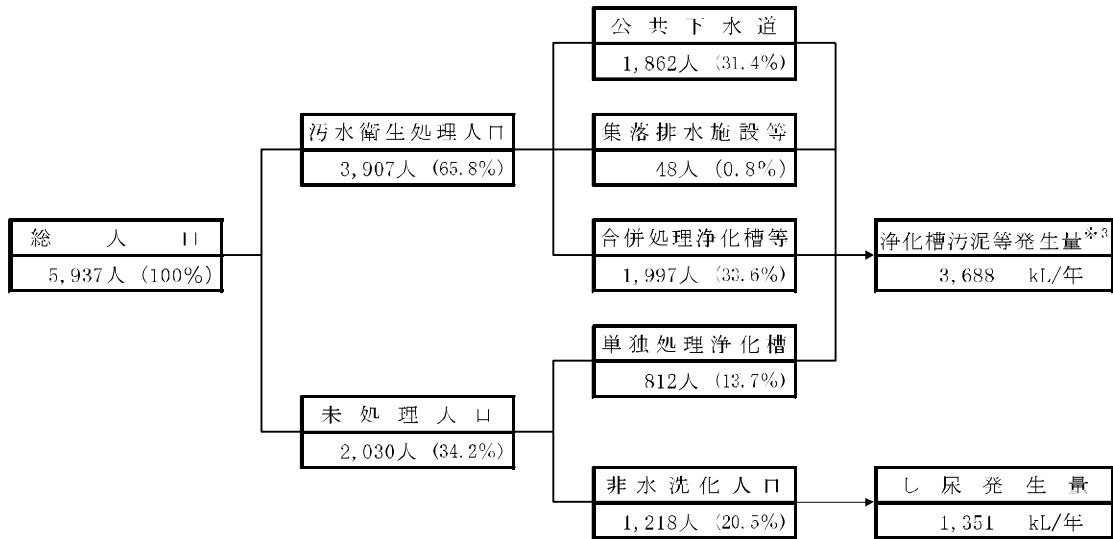 公共下水道
1,862人 (31.4%)
汚水衛生処理人口
3,907人 (65.8%)
集落排水施設等
48人 (0.8%)
総人口
5,937人 (100%)
合併処理浄化槽等
1,997人 (33.6%)
浄化槽汚泥等発生量※3
3,688 kL/年
単独処理浄化槽
812人 (13.7%)
未処理人口
2,030人 (34.2%)
非水洗化人口
1,218人 (20.5%)
し尿発生量
1,351 kL/年